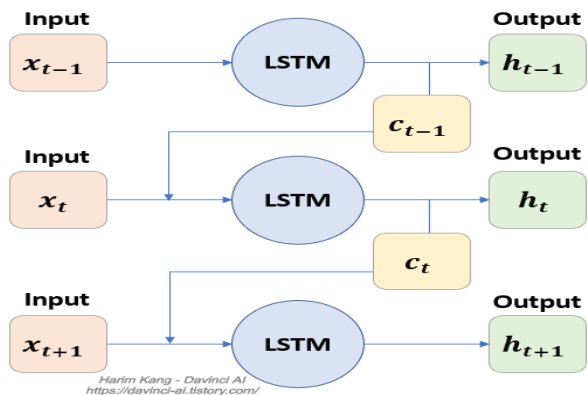 Input
Output
x_{t-1}
LSTM
h_{t-1}
c_{t-1}
Input
Output
x_t
LSTM
h_t
c_t
Input
Output
x_{t+1}
LSTM
h_{t+1}
Harim Kang - Davinci AI
https://davinci-ai.tistory.com/